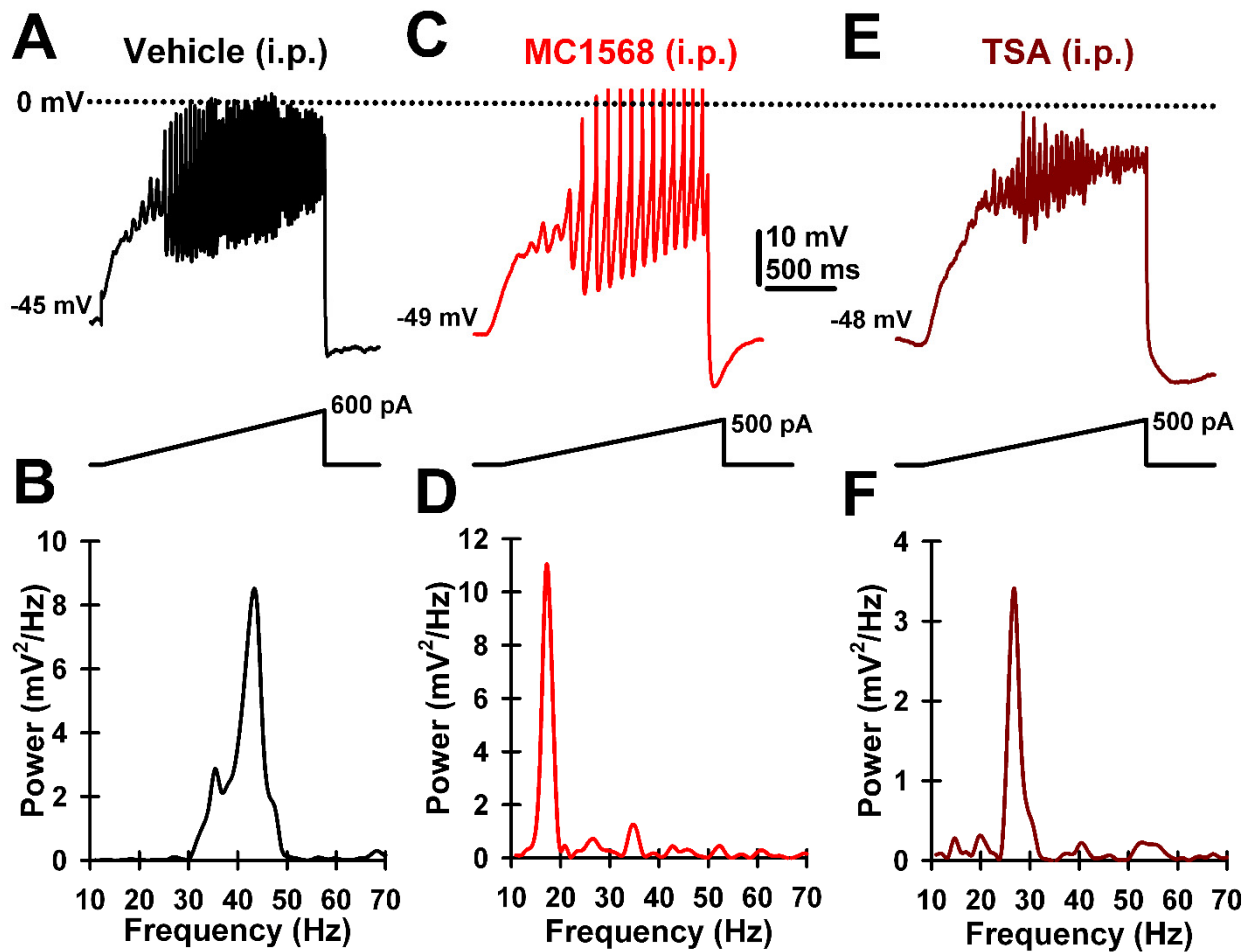 A
Vehicle (i.p.)
C
MC1568 (i.p.)
E
TSA (i.p.)
0 mV
-45 mV
-49 mV
10 mV
500 ms
-48 mV
600 pA
500 pA
500 pA
B
Power (mV²/Hz)
10
8
6
4
2
0
10 20 30 40 50 60 70
Frequency (Hz)
D
Power (mV²/Hz)
12
10
8
6
4
2
0
10 20 30 40 50 60 70
Frequency (Hz)
F
Power (mV²/Hz)
4
3
2
1
0
10 20 30 40 50 60 70
Frequency (Hz)